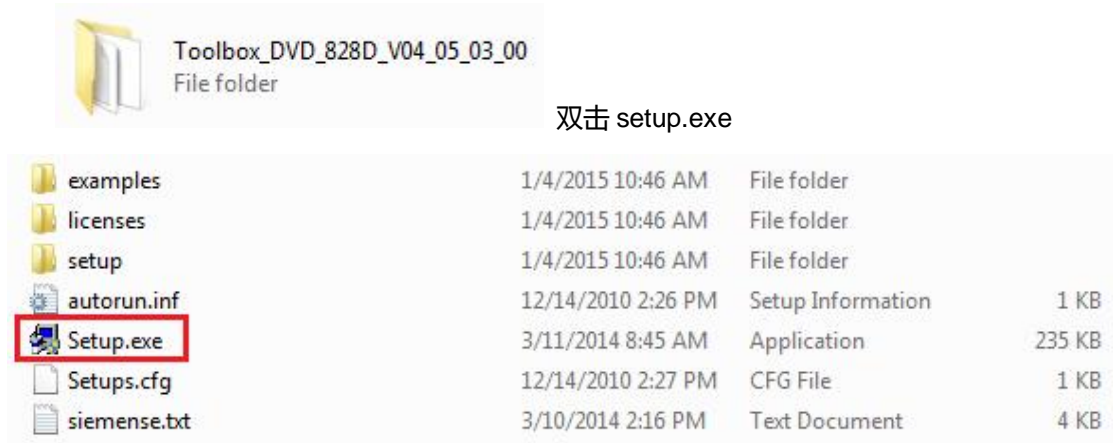 Toolbox_DVD_828D_V04_05_03_00
File folder
双击 setup.exe
examples 1/4/2015 10:46 AM File folder
licenses 1/4/2015 10:46 AM File folder
setup 1/4/2015 10:46 AM File folder
autorun.inf 12/14/2010 2:26 PM Setup Information 1 KB
Setup.exe 3/11/2014 8:45 AM Application 235 KB
Setups.cfg 12/14/2010 2:27 PM CFG File 1 KB
siemense.txt 3/10/2014 2:16 PM Text Document 4 KB